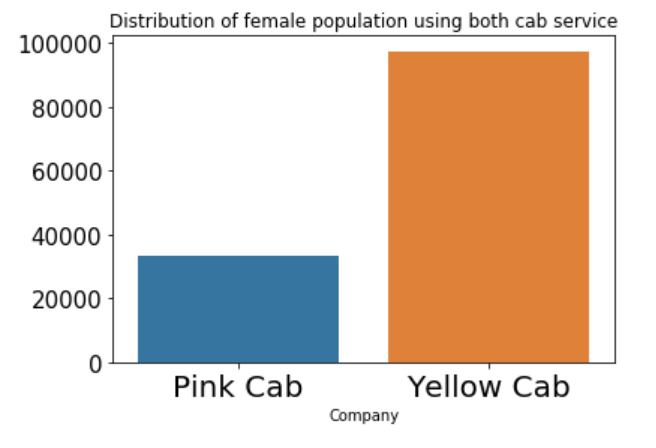 Distribution of female population using both cab service
100000
80000
60000
40000
20000
0
Pink Cab Yellow Cab
Company